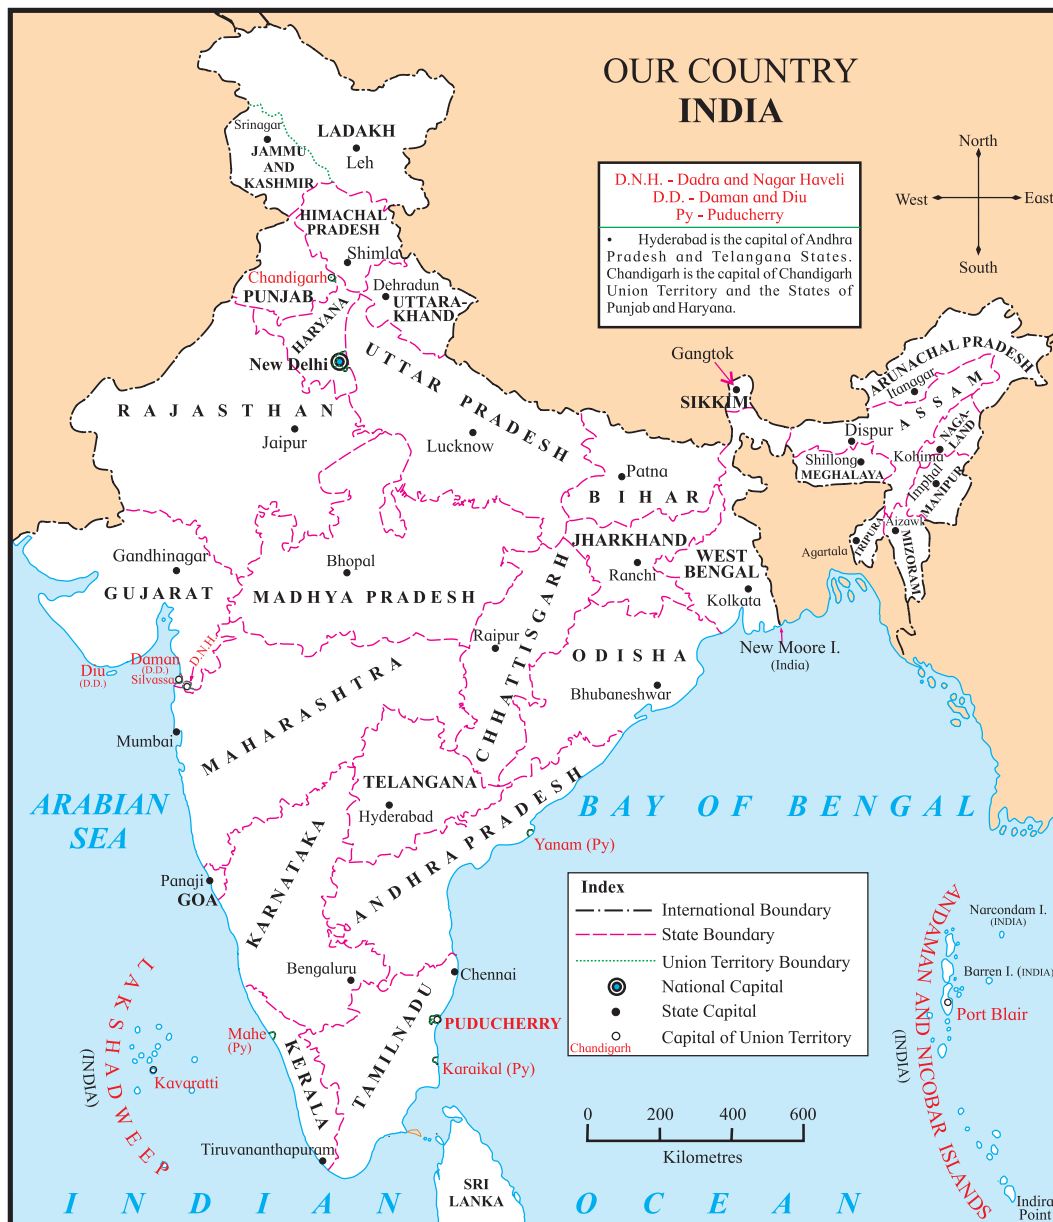 OUR COUNTRY
INDIA
North
West
East
South
D.N.H. - Dadra and Nagar Haveli
D.D. - Daman and Diu
Py - Puducherry
• Hyderabad is the capital of Andhra
Pradesh and Telangana States.
Chandigarh is the capital of Chandigarh
Union Territory and the States of
Punjab and Haryana.
Srinagar
LADAKH
Leh
JAMMU
AND
KASHMIR
HIMACHAL
PRADESH
Shimla
Chandigarh
PUNJAB
Dehradun
UTTARA-
KHAND
HARYANA
New Delhi
UTTAR PRADESH
Lucknow
RAJASTHAN
Jaipur
Gangtok
SIKKIM
ARUNACHAL PRADESH
Itanagar
ASSAM
Dispur
NAGA-
LAND
Kohima
Shillong
MEGHALAYA
Imphal
MANIPUR
Aizawk
MIZORAM
TRIPURA
Agartala
Patna
BIHAR
JHARKHAND
Ranchi
WEST
BENGAL
Kolkata
New Moore I.
(India)
Gandhinagar
GUJARAT
Bhopal
MADHYA PRADESH
CHHATTISGARH
Raipur
ODISHA
Bhubaneshwar
D.N.H.
Daman
(D.D.)
Silvassa
Diu
(D.D.)
Mumbai
MAHARASHTRA
TELANGANA
Hyderabad
ANDHRA PRADESH
Yanam (Py)
ARABIAN
SEA
BAY OF BENGAL
KARNATAKA
Panaji
GOA
Bengaluru
Chennai
TAMILNADU
PUDUCHERRY
Karaikal (Py)
Mahe
(Py)
KERALA
Tiruvananthapuram
LAKSHADWEEP
(INDIA)
Kavaratti
SRI
LANKA
INDIAN OCEAN
Index
International Boundary
State Boundary
Union Territory Boundary
National Capital
State Capital
Chandigarh
Capital of Union Territory
0 200 400 600
Kilometres
ANDAMAN AND NICOBAR ISLANDS
(INDIA)
Narcondam I.
(INDIA)
Barren I. (INDIA)
Port Blair
Indira
Point